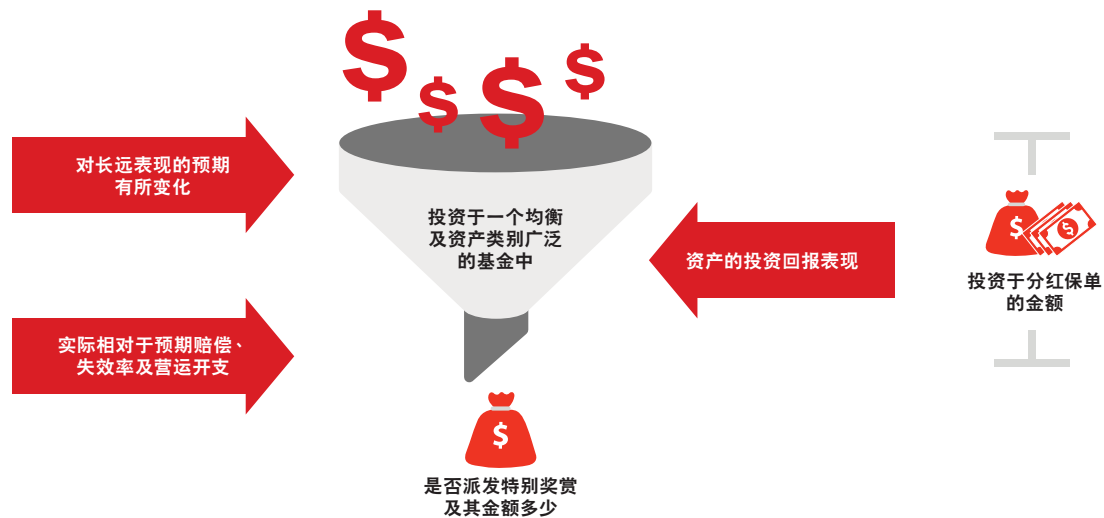 对长远表现的预期
有所变化
投资于一个均衡
及资产类别广泛
的基金中
资产的投资回报表现
投资于分红保单
的金额
实际相对于预期赔偿、
失效率及营运开支
是否派发特别奖赏
及其金额多少